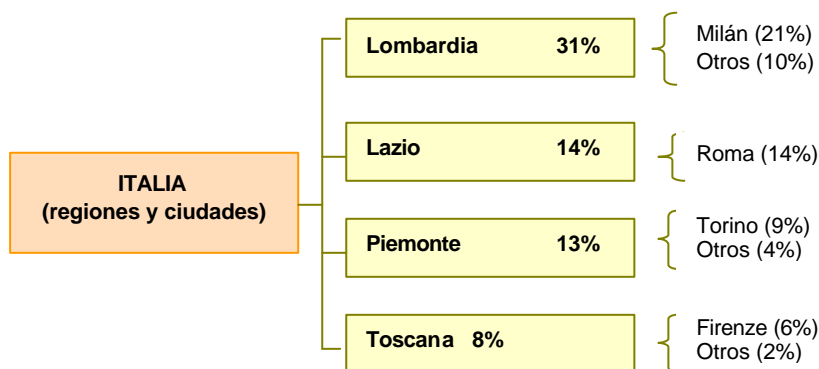 ITALIA
(regiones y ciudades)
Lombardia 31%
Milán (21%)
Otros (10%)
Lazio 14%
Roma (14%)
Piemonte 13%
Torino (9%)
Otros (4%)
Toscana 8%
Firenze (6%)
Otros (2%)